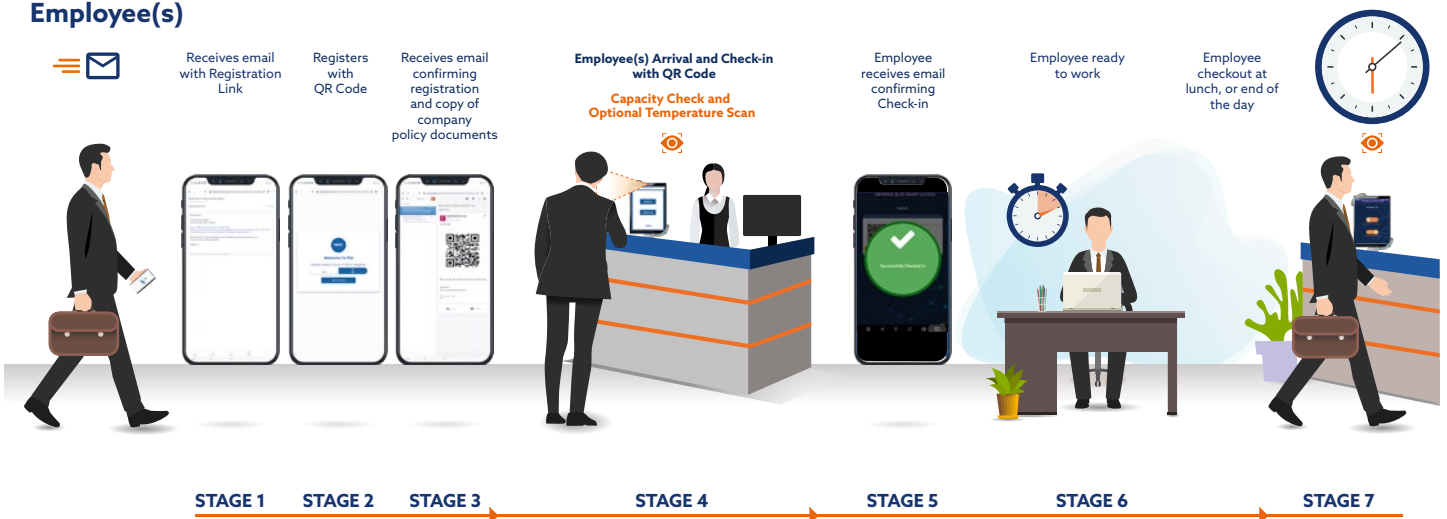 Employee(s)
Receives email
with Registration
Link
Registers
with
QR Code
Receives email
confirming
registration
and copy of
company
policy documents
Employee(s) Arrival and Check-in
with QR Code
Capacity Check and
Optional Temperature Scan
Employee
receives email
confirming
Check-in
Employee ready
to work
Employee
checkout at
lunch, or end of
the day
Successfully Checked In
STAGE 1
STAGE 2
STAGE 3
STAGE 4
STAGE 5
STAGE 6
STAGE 7